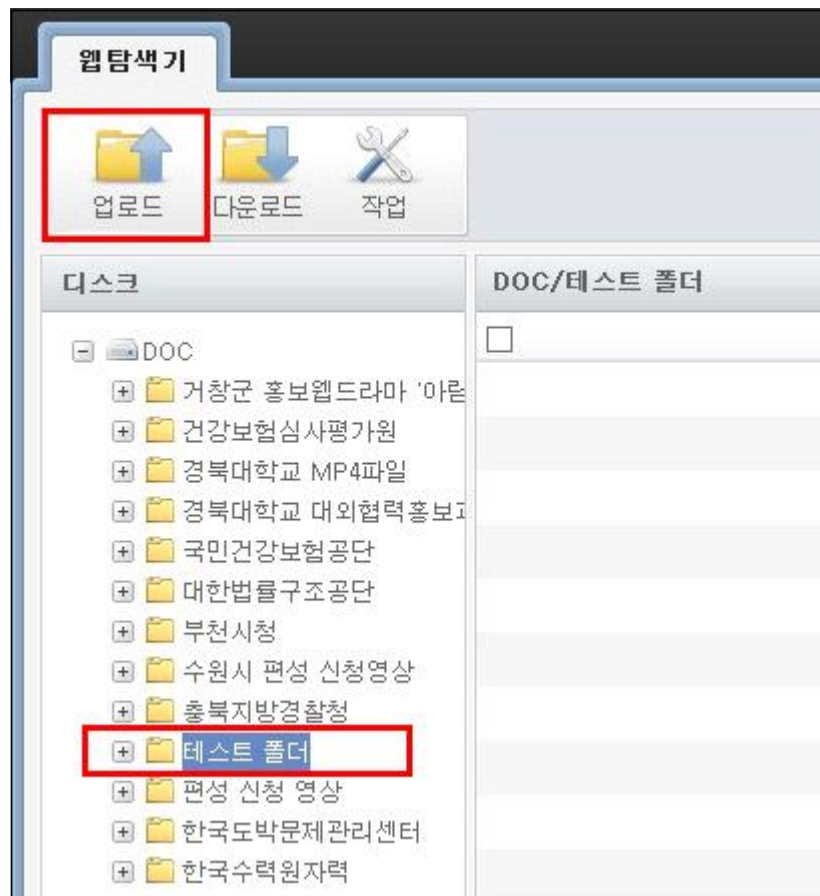 웹탐색기
업로드 다운로드 작업
디스크
DOC/테스트 폴더
DOC
거창군 홍보웹드라마 '아
건강보험심사평가원
경북대학교 MP4파일
경북대학교 대외협력홍보
국민건강보험공단
대한법률구조공단
부천시청
수원시 편성 신청영상
충북지방경찰청
테스트 폴더
편성 신청 영상
한국도박문제관리센터
한국수력원자력